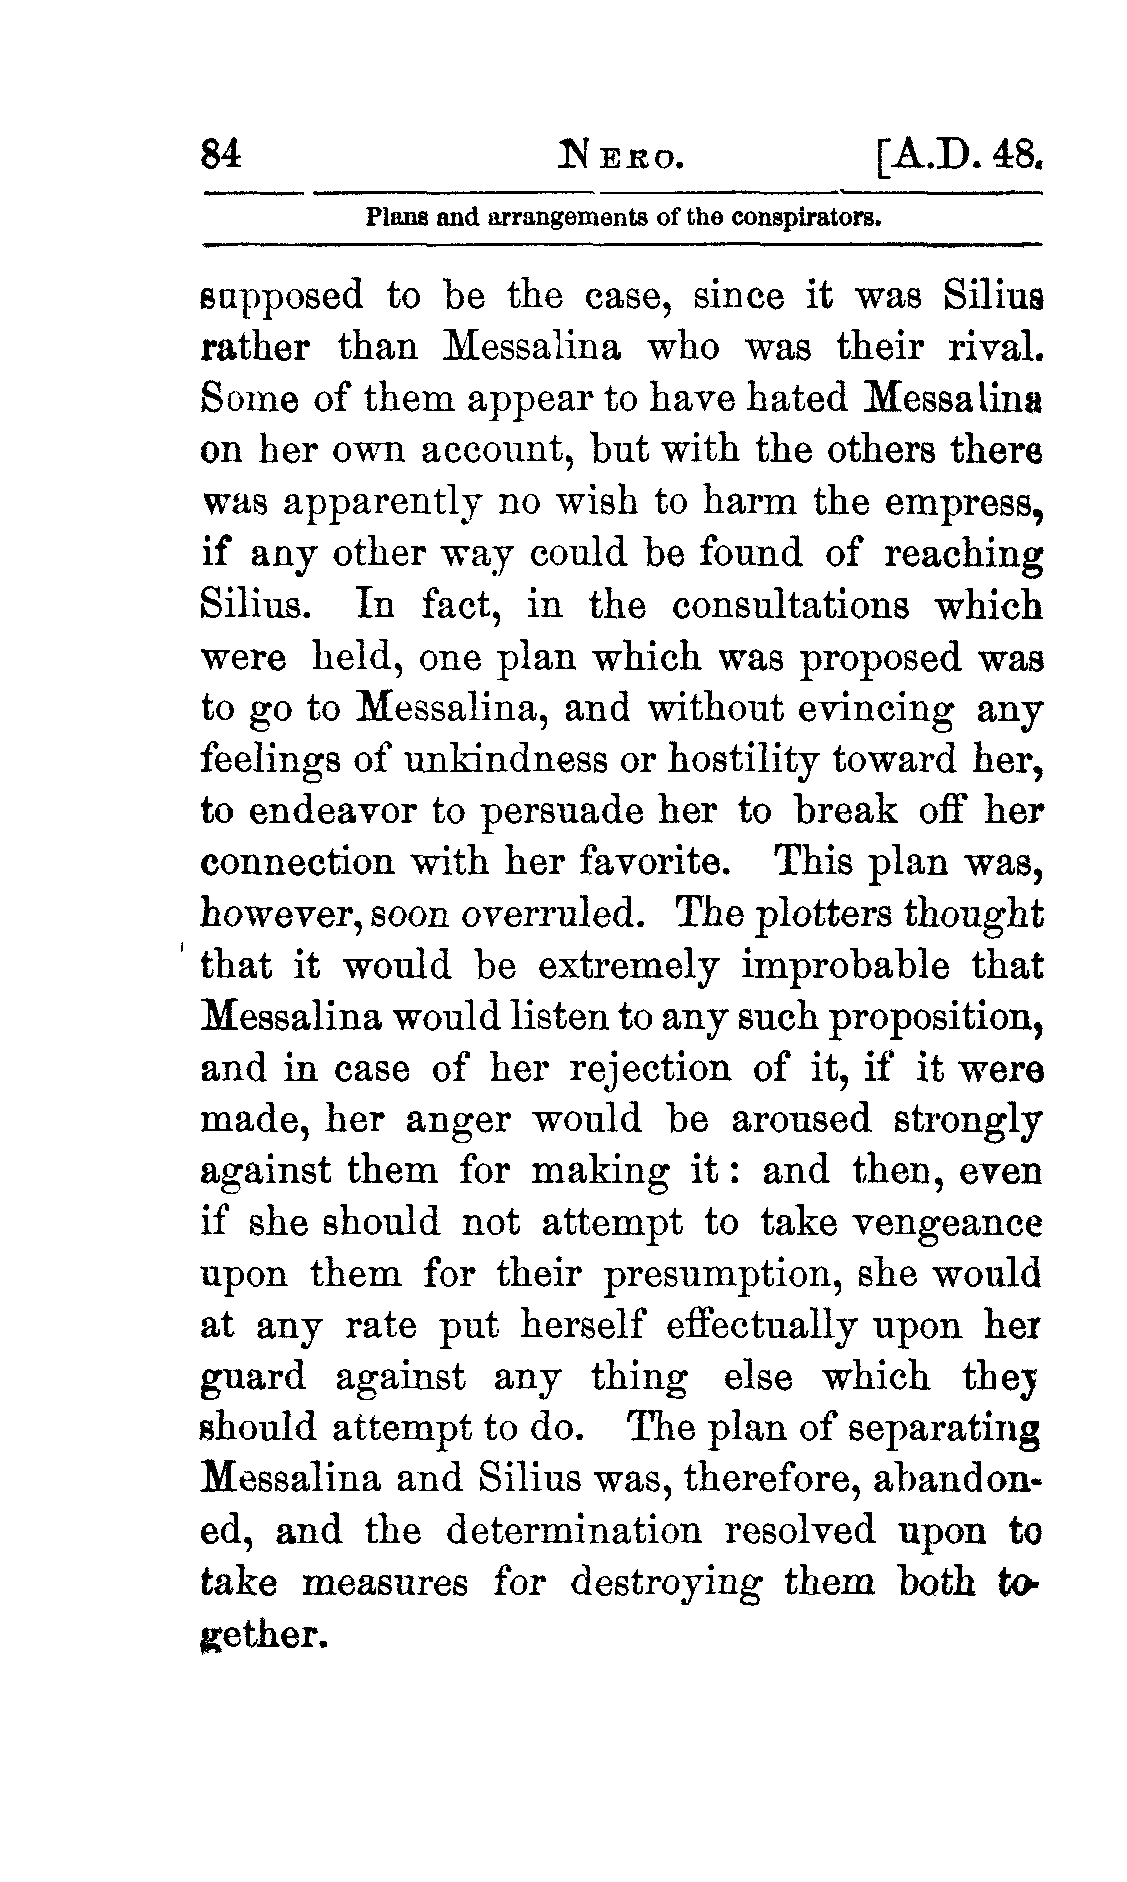 84 NERO. [A.D. 48.
Plans and arrangements of the conspirators.
supposed to be the case, since it was Silius
rather than Messalina who was their rival.
Some of them appear to have hated Messalina
on her own account, but with the others there
was apparently no wish to harm the empress,
if any other way could be found of reaching
Silius. In fact, in the consultations which
were held, one plan which was proposed was
to go to Messalina, and without evincing any
feelings of unkindness or hostility toward her,
to endeavor to persuade her to break off her
connection with her favorite. This plan was,
however, soon overruled. The plotters thought
that it would be extremely improbable that
Messalina would listen to any such proposition,
and in case of her rejection of it, if it were
made, her anger would be aroused strongly
against them for making it: and then, even
if she should not attempt to take vengeance
upon them for their presumption, she would
at any rate put herself effectually upon her
guard against any thing else which they
should attempt to do. The plan of separating
Messalina and Silius was, therefore, abandon-
ed, and the determination resolved upon to
take measures for destroying them both to-
gether.